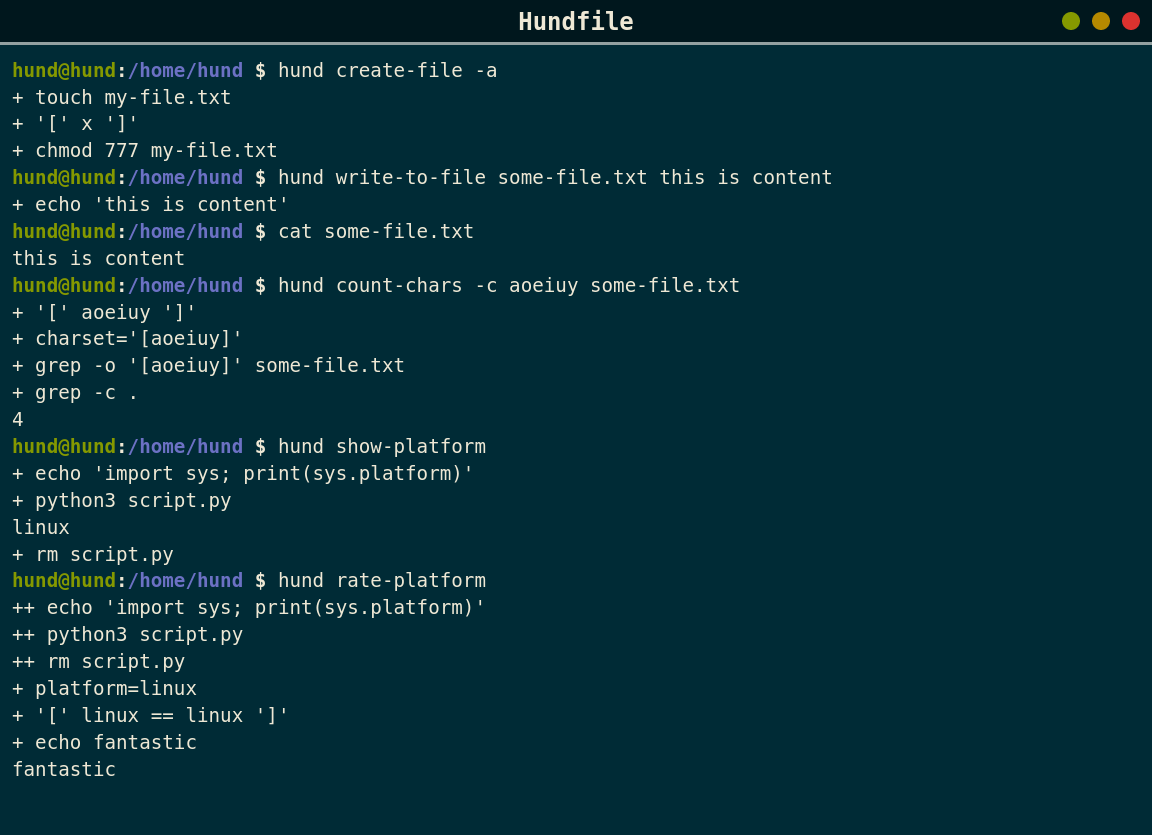 Hundfile
hund@hund:/home/hund $ hund create-file -a
+ touch my-file.txt
+ '[' x ']'
+ chmod 777 my-file.txt
hund@hund:/home/hund $ hund write-to-file some-file.txt this is content
+ echo 'this is content'
hund@hund:/home/hund $ cat some-file.txt
this is content
hund@hund:/home/hund $ hund count-chars -c aoeiuy some-file.txt
+ '[' aoeiuy ']'
+ charset='[aoeiuy]'
+ grep -o '[aoeiuy]' some-file.txt
+ grep -c .
4
hund@hund:/home/hund $ hund show-platform
+ echo 'import sys; print(sys.platform)'
+ python3 script.py
linux
+ rm script.py
hund@hund:/home/hund $ hund rate-platform
++ echo 'import sys; print(sys.platform)'
++ python3 script.py
++ rm script.py
+ platform=linux
+ '[' linux == linux ']'
+ echo fantastic
fantastic